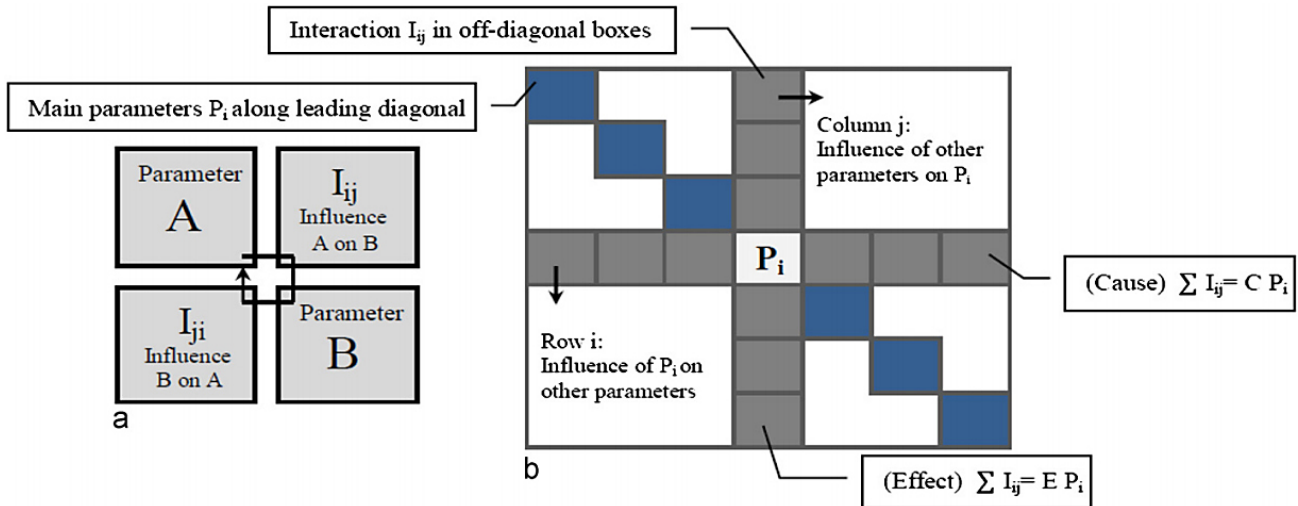 Interaction Iij in off-diagonal boxes
Main parameters Pi along leading diagonal
Parameter
A
Iij
Influence
A on B
Iji
Influence
B on A
Parameter
B
a
Column j:
Influence of other
parameters on Pi
Pi
(Cause) ∑ Iij= C Pi
Row i:
Influence of Pi on
other parameters
b
(Effect) ∑ Iij= E Pi